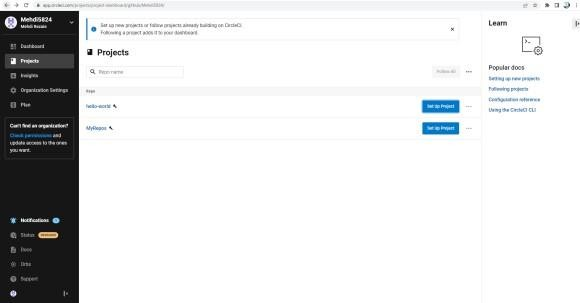 app.circleci.com/projects/project-dashboard/github/Mehdi5824/
Mehdi5824
Mehdi Rezaie
Dashboard
Projects
Insights
Organization Settings
Plan
Can't find an organization?
Check permissions and
update access to the ones
you want.
Notifications
Status
Docs
Orbs
Support
Set up new projects or follow projects already building on CircleCI.
Following a project adds it to your dashboard.
Projects
Repo name
Follow All
Repo
hello-world
Set Up Project
MyRepos
Set Up Project
Learn
Popular docs
Setting up new projects
Following projects
Configuration reference
Using the CircleCI CLI